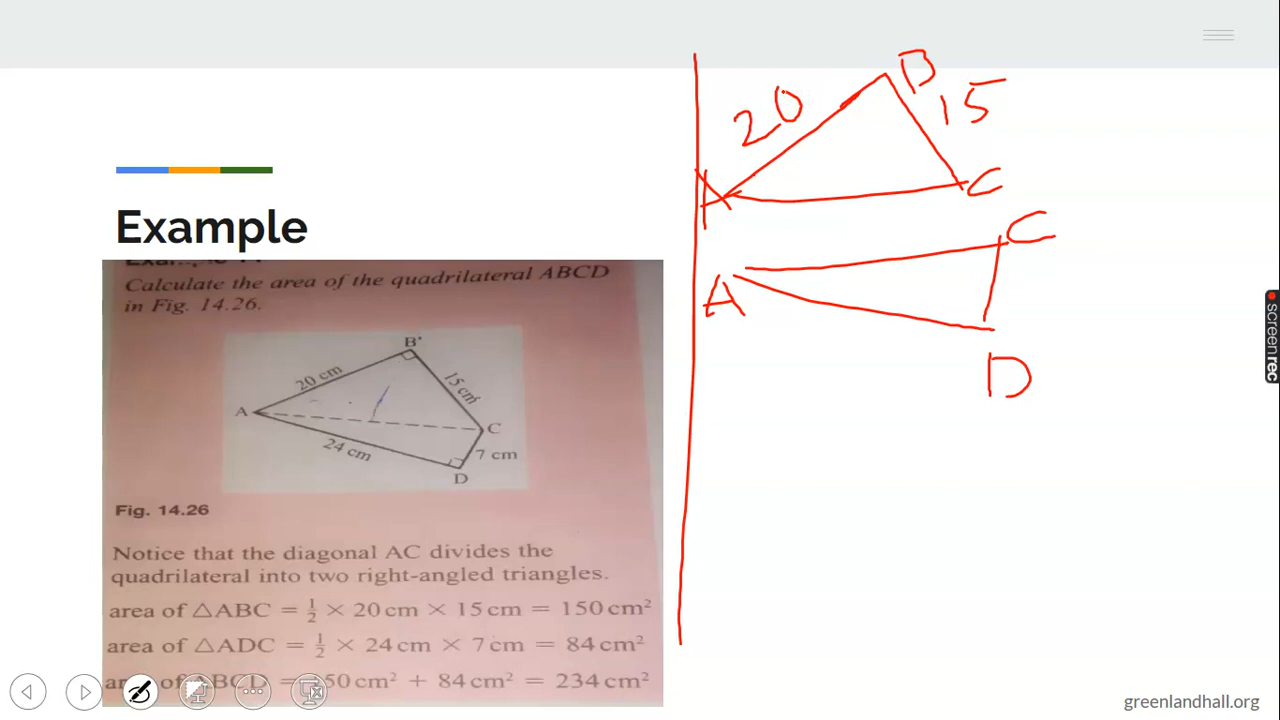 Example
Calculate the area of the quadrilateral ABCD
in Fig. 14.26.
B
20 cm
15 cm
A
C
24 cm
7 cm
D
Fig. 14.26
Notice that the diagonal AC divides the
quadrilateral into two right-angled triangles.
area of △ABC = ½ × 20 cm × 15 cm = 150 cm²
area of △ADC = ½ × 24 cm × 7 cm = 84 cm²
of ABCD = 150 cm² + 84 cm² = 234 cm²
B
20
15
A
C
C
A
D
screenrec
greenlandhall.org